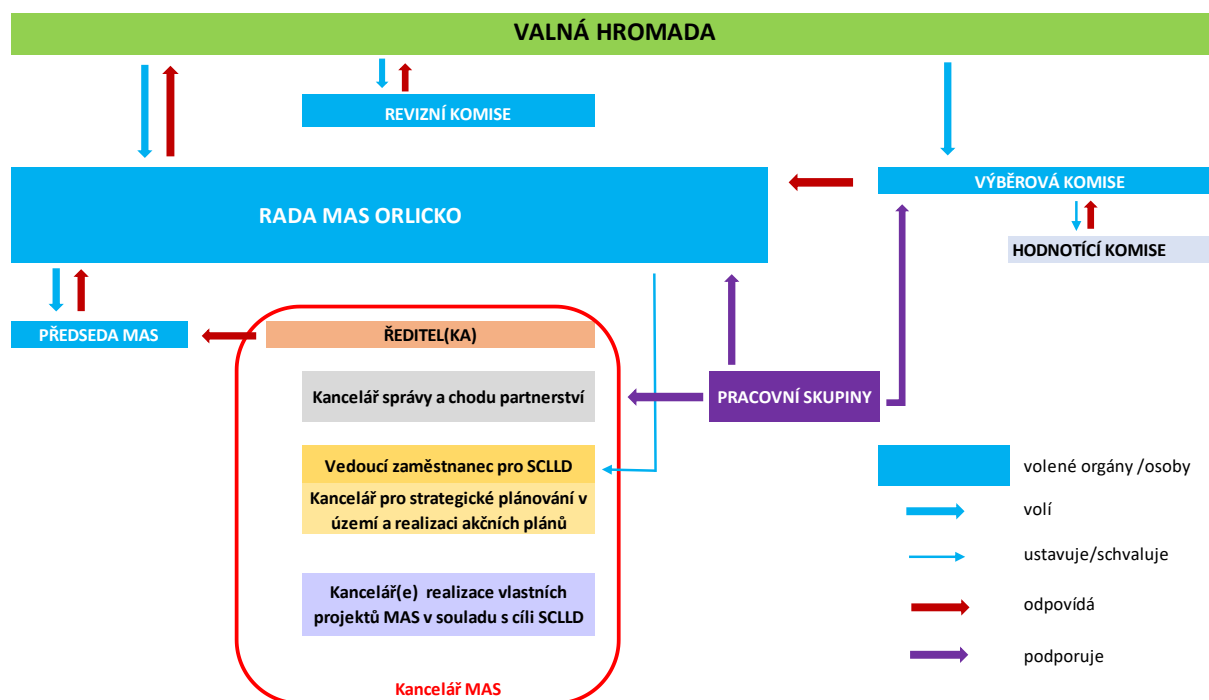 VALNÁ HROMADA
REVIZNÍ KOMISE
RADA MAS ORLICKO
VÝBĚROVÁ KOMISE
HODNOTÍCÍ KOMISE
PŘEDSEDA MAS
ŘEDITEL(KA)
Kancelář správy a chodu partnerství
PRACOVNÍ SKUPINY
Vedoucí zaměstnanec pro SCLLD
Kancelář pro strategické plánování v
území a realizaci akčních plánů
Kancelář(e) realizace vlastních
projektů MAS v souladu s cíli SCLLD
Kancelář MAS
volené orgány /osoby
volí
ustavuje/schvaluje
odpovídá
podporuje